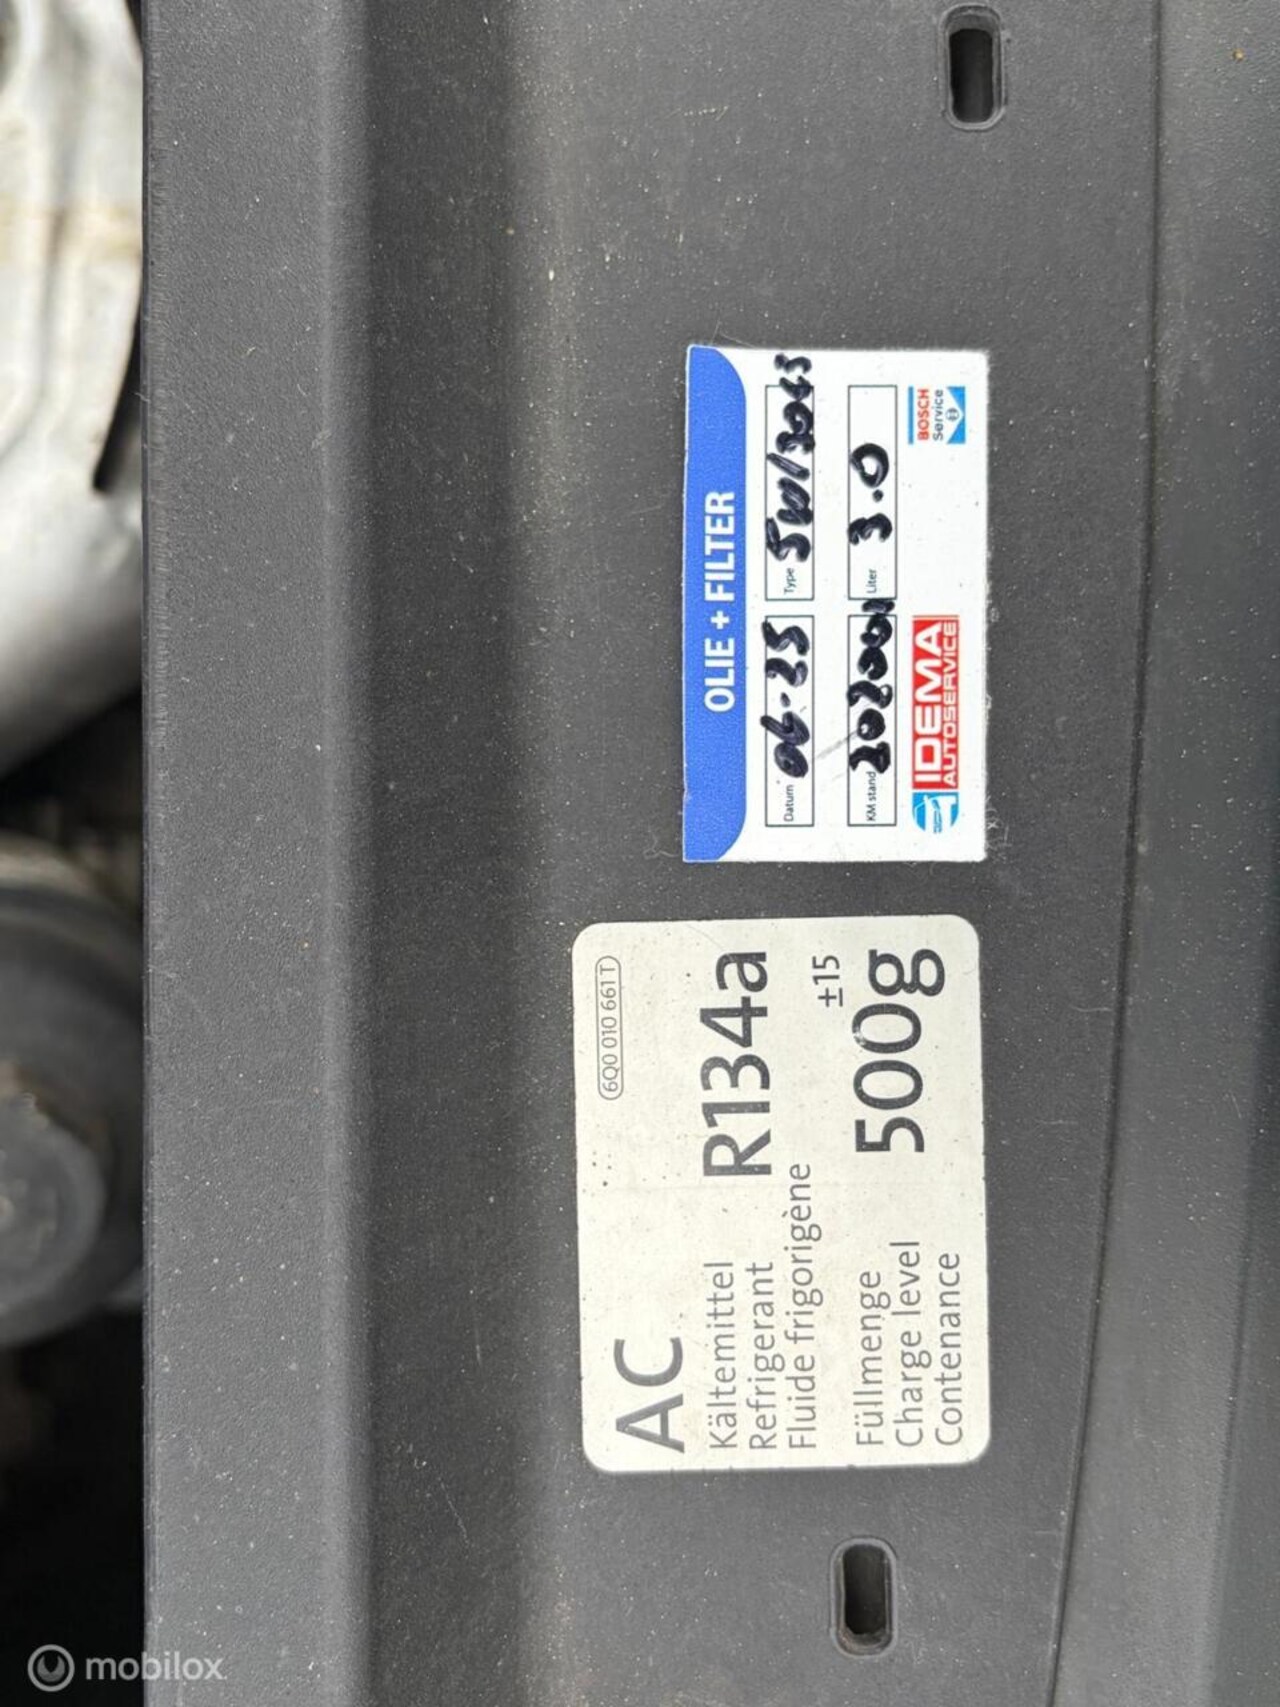 OLIE + FILTER
Datum 06-25
Type 5W/30
KM stand
Liter 3.0
IDEMA
AUTOSERVICE
BOSCH
Service
AC
6Q0 010 661 T
Kältemittel
Refrigerant
Fluide frigorigène
R134a
Füllmenge
Charge level
Contenance
±15
500g
mobilox